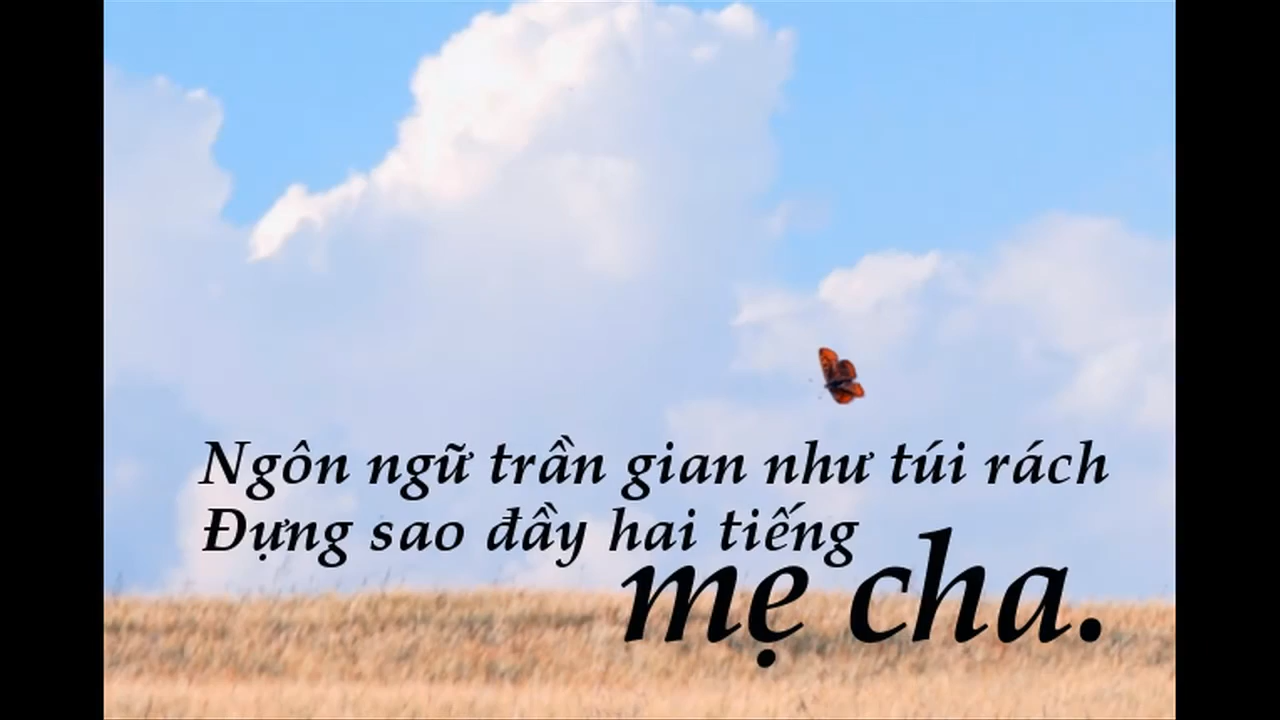 Ngôn ngữ trần gian như túi rách
Đựng sao đầy hai tiếng
mẹ cha.